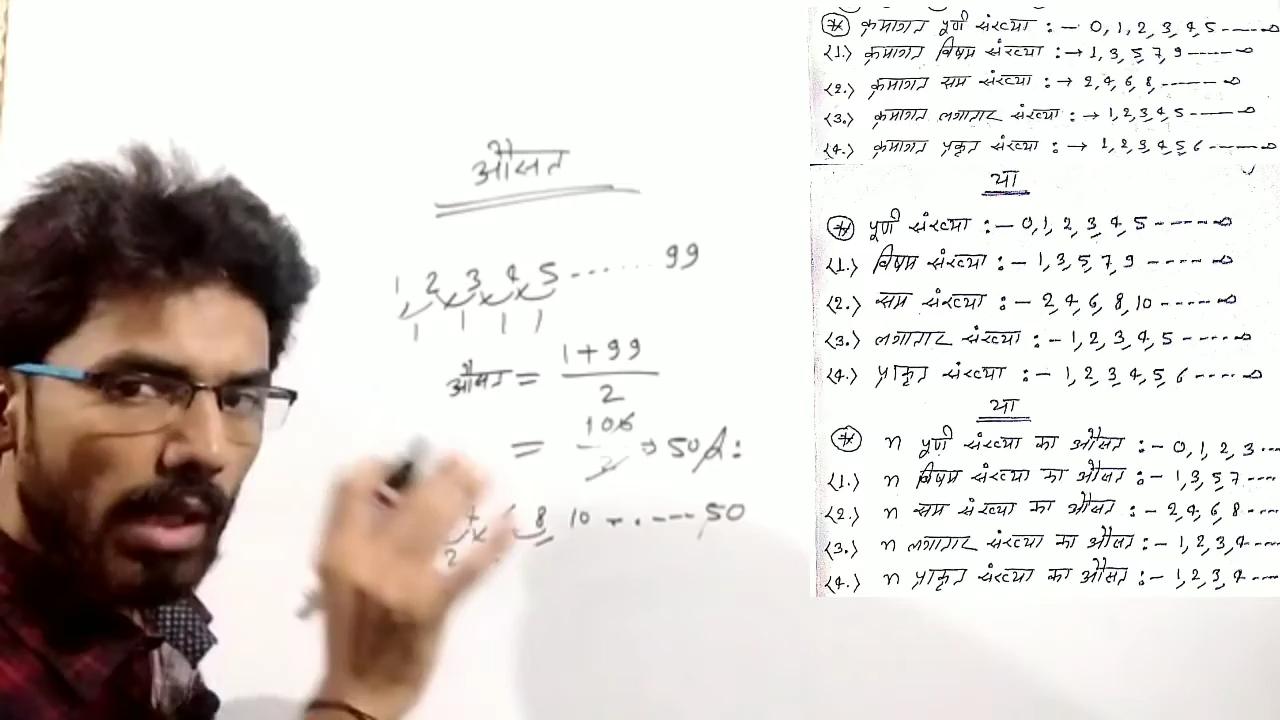 औसत
1 2 3 4 5 ...... 99
1 1 1 1
औसत = 1+99
2
= 100
2
⇒ 50 A:
8 10 ------ 50
2
* क्रमागत पूर्ण संख्या :- 0, 1, 2, 3, 4, 5 -----∞
<1.> क्रमागत विषम संख्या :→ 1, 3, 5, 7, 9 -----∞
<2.> क्रमागत सम संख्या :→ 2, 4, 6, 8, -----∞
<3.> क्रमागत लगातार संख्या :→ 1, 2, 3, 4, 5 -----∞
<4.> क्रमागत प्रकृत संख्या :→ 1, 2, 3, 4, 5 6 -----∞
या
* पूर्ण संख्या :- 0, 1, 2, 3, 4, 5 -----∞
<1.> विषम संख्या :- 1, 3, 5, 7, 9 -----∞
<2.> सम संख्या :- 2, 4, 6, 8, 10 -----∞
<3.> लगातार संख्या :- 1, 2, 3, 4, 5 -----∞
<4.> प्राकृत संख्या :- 1, 2, 3, 4, 5, 6 ----∞
या
* n पूर्ण संख्या का औसत :- 0, 1, 2, 3 ---
<1.> n विषम संख्या का औसत :- 1, 3, 5 7 ----
<2.> n सम संख्या का औसत :- 2, 4, 6, 8 ----
<3.> n लगातार संख्या का औसत :- 1, 2, 3, 4 ----
<4.> n प्राकृत संख्या का औसत :- 1, 2, 3, 4 ----